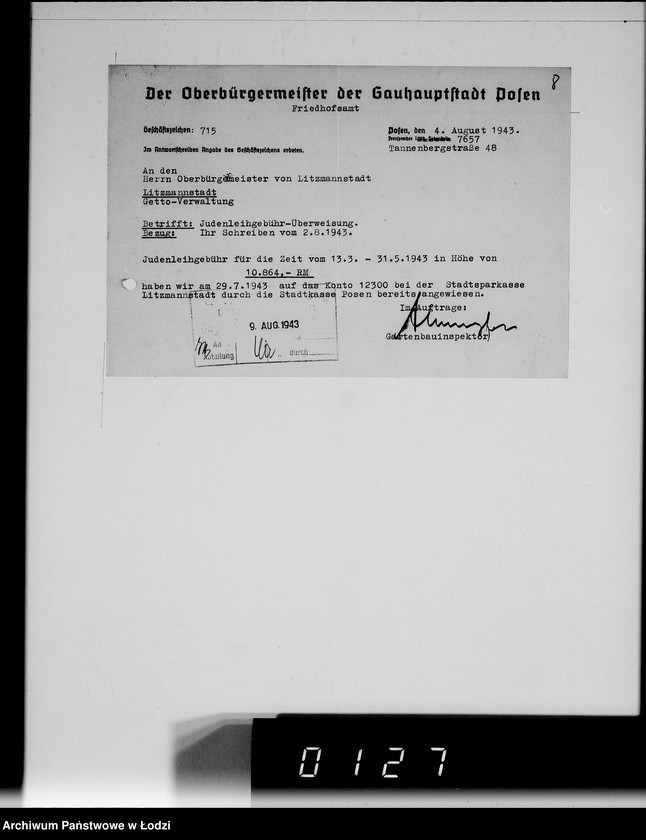 8
Der Oberbürgermeister der Gauhauptstadt Posen
Friedhofsamt
Geschäftszeichen: 715
Im Antwortschreiben Angabe des Geschäftszeichens erbeten.
Posen, den 4. August 1943.
Fernsprecher 7657
Tannenbergstraße 48
An den
Herrn Oberbürgemeister von Litzmannstadt
Litzmannstadt
Getto-Verwaltung
Betrifft: Judenleihgebühr-Überweisung.
Bezug: Ihr Schreiben vom 2.8.1943.
Judenleihgebühr für die Zeit vom 13.3. - 31.5.1943 in Höhe von
10.864,- RM
haben wir am 29.7.1943 auf das Konto 12300 bei der Stadtsparkasse
Litzmannstadt durch die Stadtkasse Posen bereits angewiesen.
Im Auftrage:
Gartenbauinspektor
9. AUG. 1943
An
Abteilung
durch
0127
Archiwum Państwowe w Łodzi